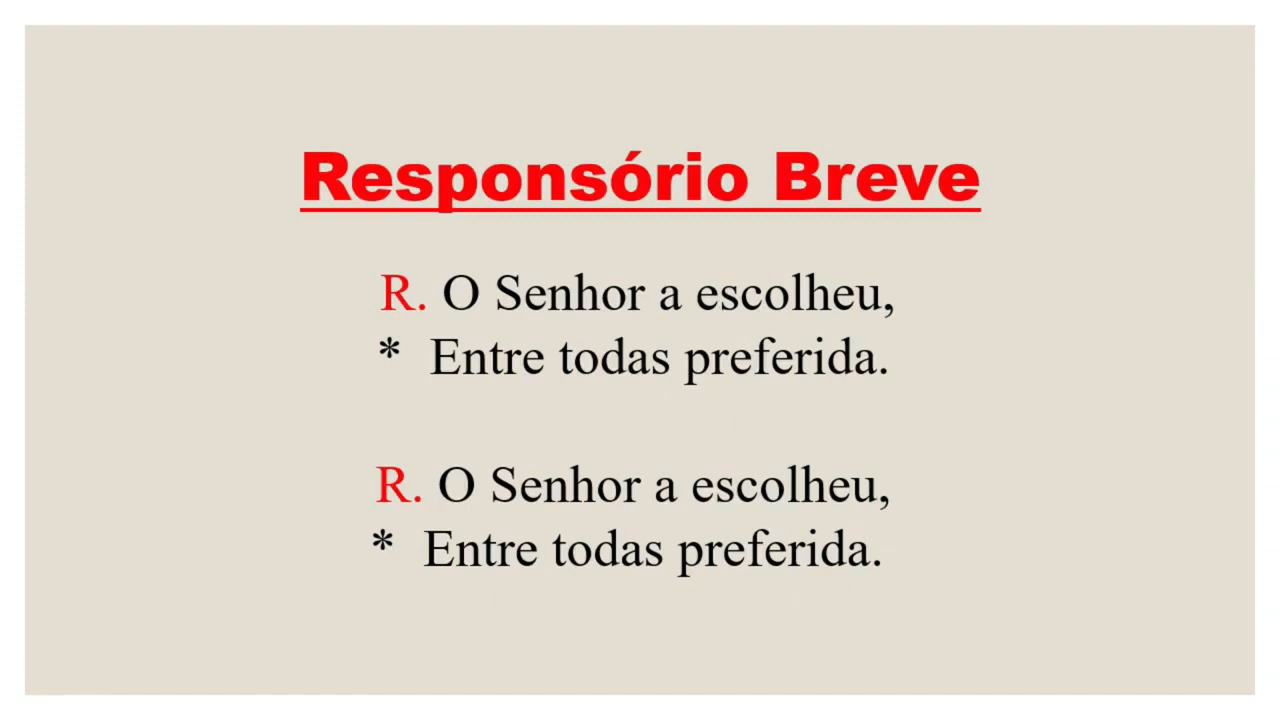 Responsório Breve
R. O Senhor a escolheu,
* Entre todas preferida.
R. O Senhor a escolheu,
* Entre todas preferida.